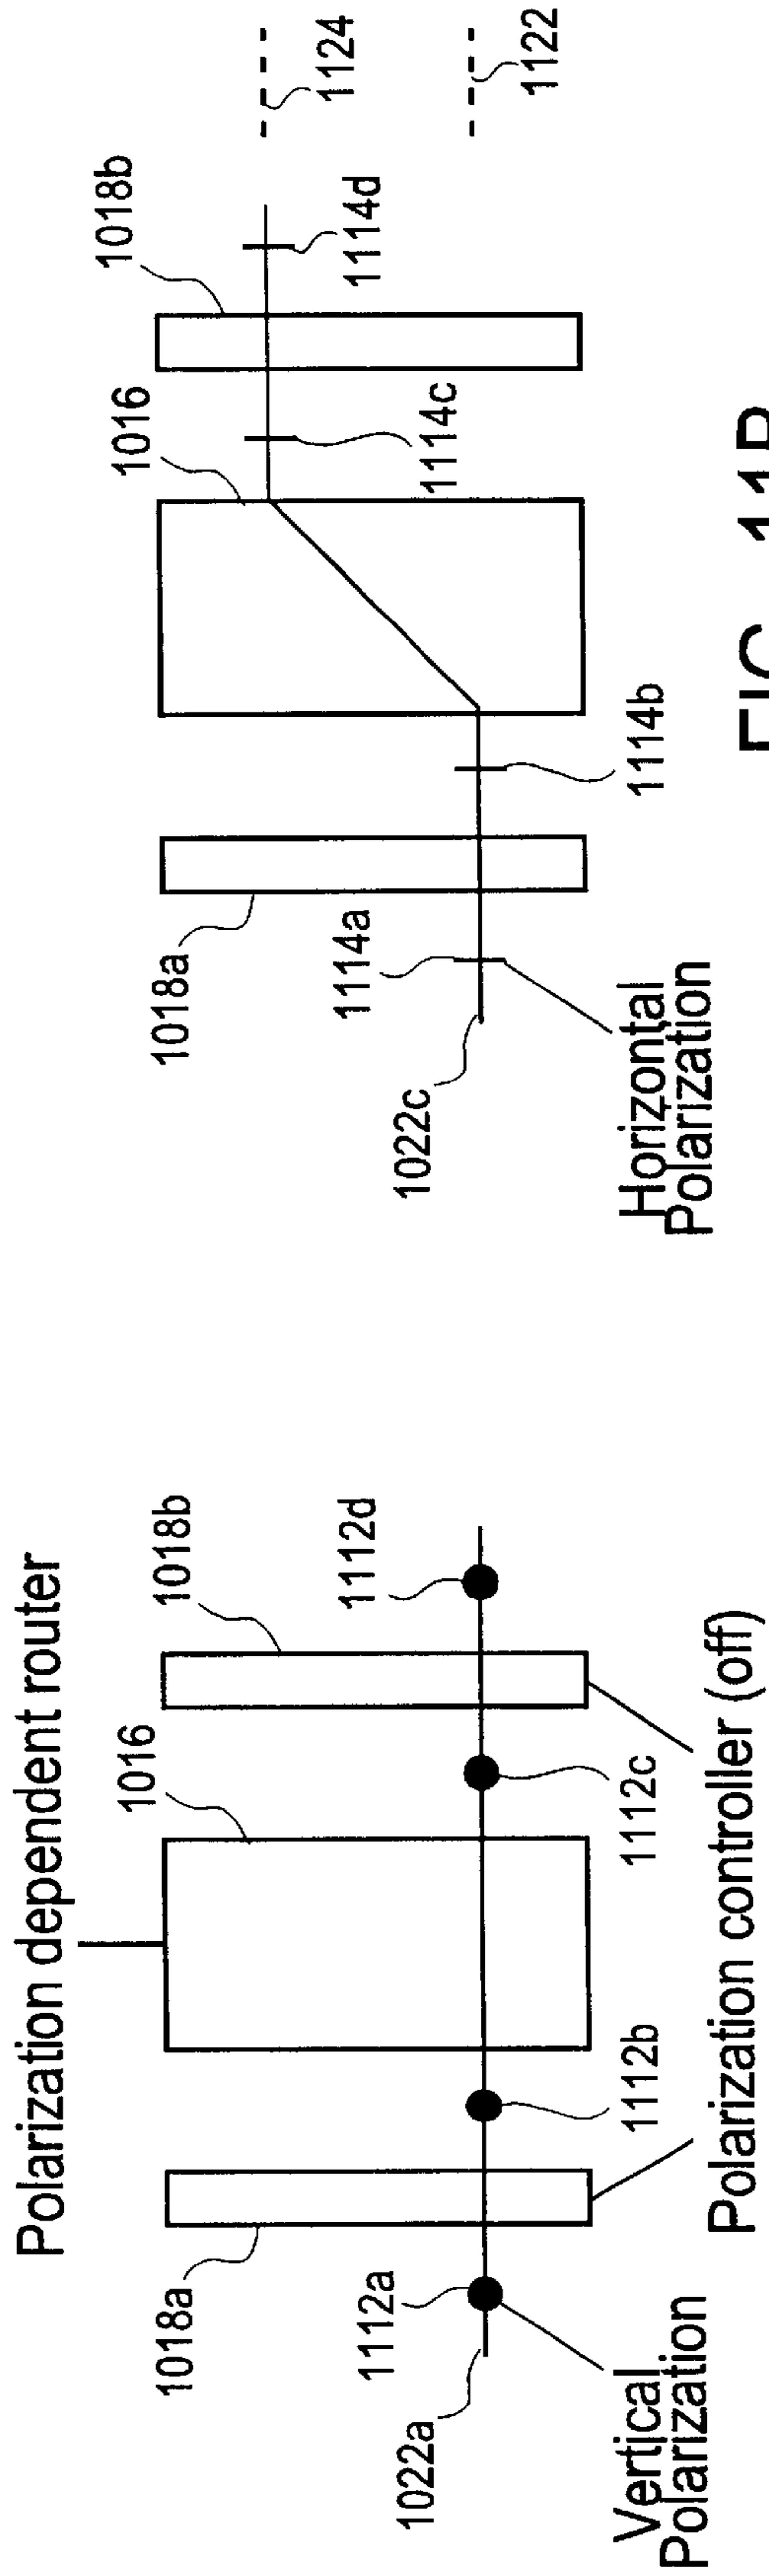 Polarization dependent router
1018a
1016
1018b
1112a
1112d
1022a
1112b
1112c
Vertical
Polarization
Polarization controller (off)
1018b
1016
1124
1018a
1114a
1114d
1022c
1114c
1122
1114b
Horizontal
Polarization